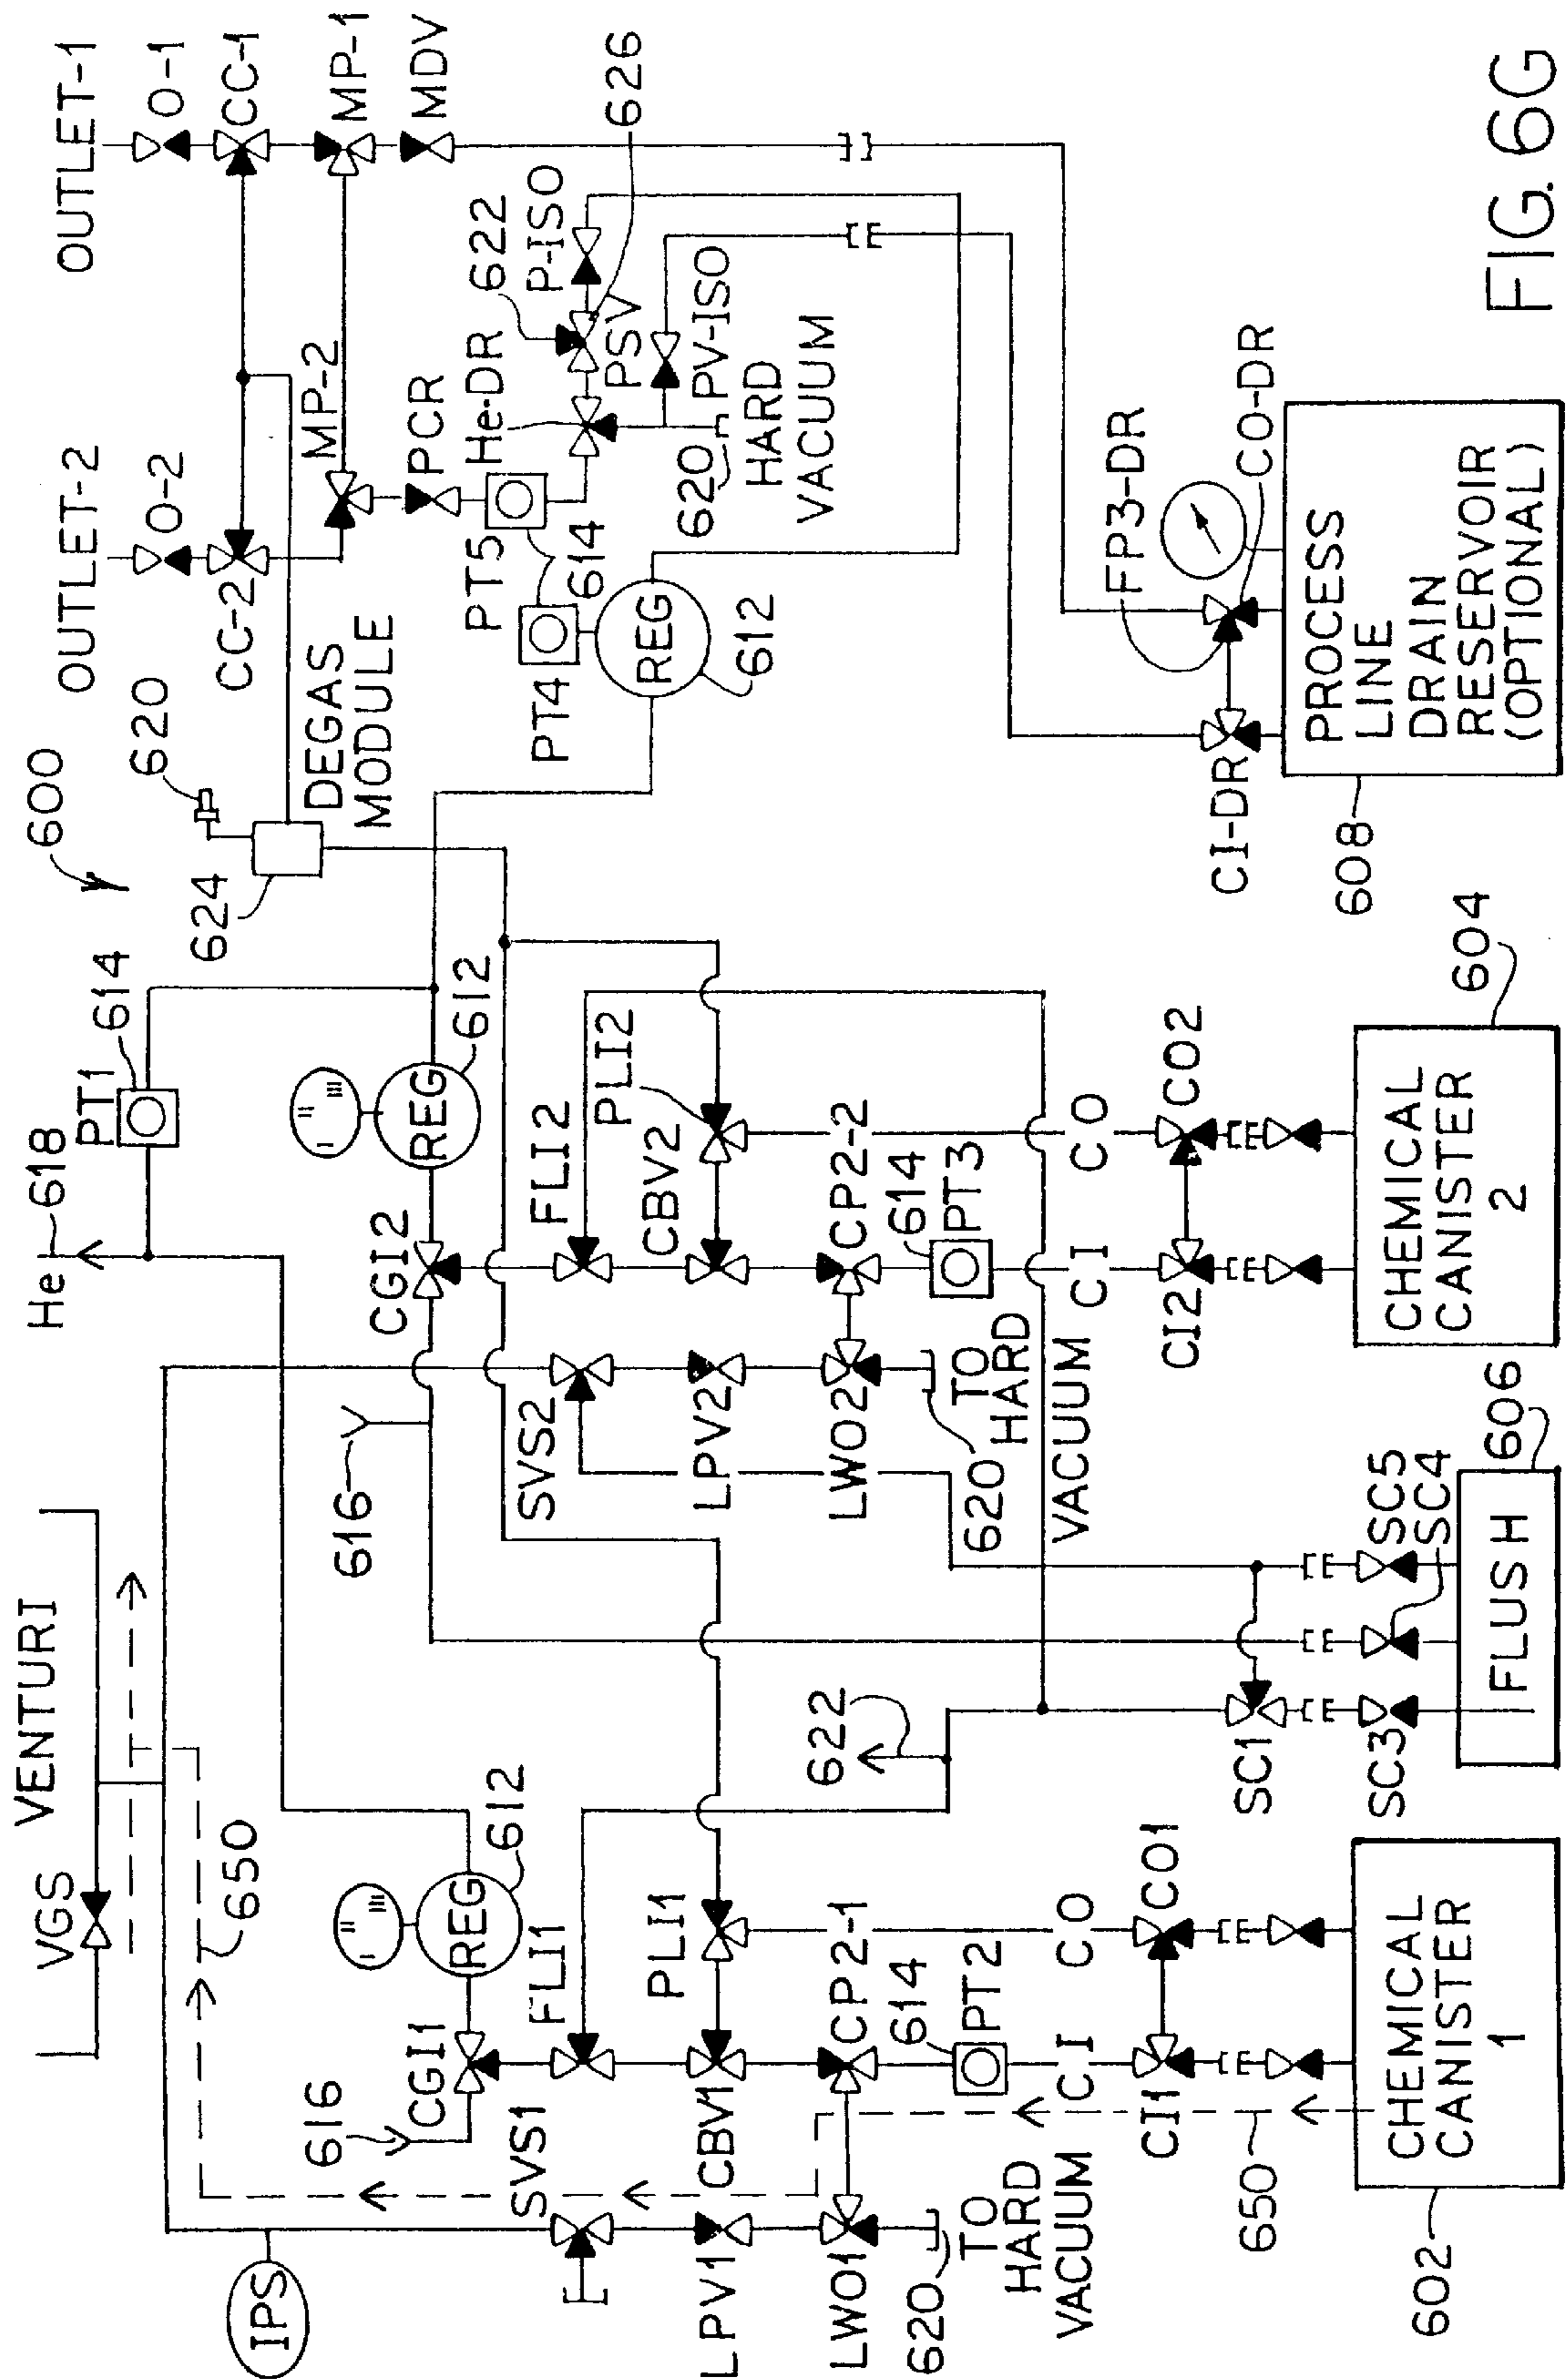 OUTLET-1
O-1
CC-1
MP-1
MDV
626
OUTLET-2
O-2
CC-2
MP-2
PCR
He-DR
622
P-ISO
PSV
PV-ISO
620
HARD
VACUUM
PT5
614
PT4
REG
612
DEGAS
MODULE
620
624
600
FP3-DR
CO-DR
CI-DR
PROCESS
LINE
DRAIN
RESERVOIR
(OPTIONAL)
608
FIG. 6G
He
618
PT1
614
REG
612
CGI2
FLI2
PLI2
CBV2
CP2-2
614
PT3
CO
CI
CO2
CI2
CHEMICAL
CANISTER
2
604
616
SVS2
LPV2
LWO2
620
TO
HARD
VACUUM
SC5
SC4
SC3
SC1
FLUSH
606
622
VENTURI
VGS
650
REG
612
CGI1
616
FLI1
SVS1
PLI1
CBV1
CP2-1
LPV1
LWO1
614
PT2
620
TO
HARD
VACUUM
CO
CI
CO1
CI1
650
CHEMICAL
CANISTER
1
602
IPS